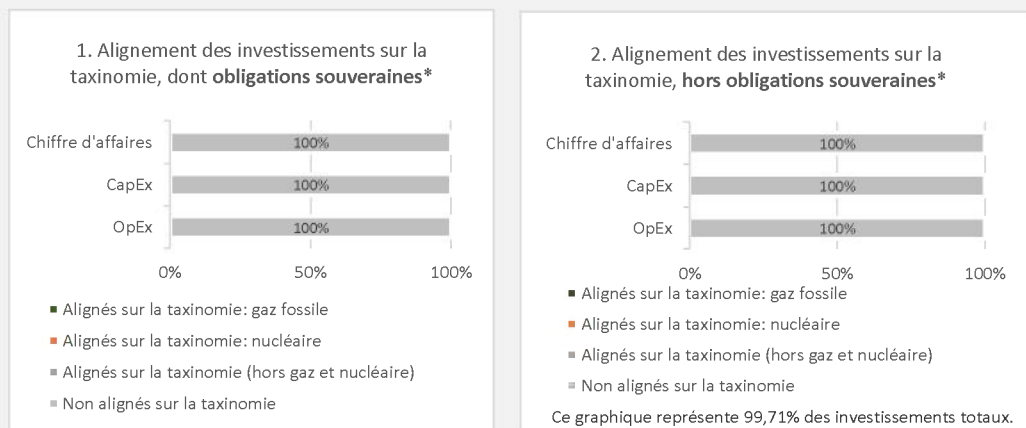 1. Alignement des investissements sur la
taxinomie, dont obligations souveraines*
Chiffre d'affaires
100%
CapEx
100%
OpEx
100%
0%
50%
100%
Alignés sur la taxinomie: gaz fossile
Alignés sur la taxinomie: nucléaire
Alignés sur la taxinomie (hors gaz et nucléaire)
Non alignés sur la taxinomie
2. Alignement des investissements sur la
taxinomie, hors obligations souveraines*
Chiffre d'affaires
100%
CapEx
100%
OpEx
100%
0%
50%
100%
Alignés sur la taxinomie: gaz fossile
Alignés sur la taxinomie: nucléaire
Alignés sur la taxinomie (hors gaz et nucléaire)
Non alignés sur la taxinomie
Ce graphique représente 99,71% des investissements totaux.